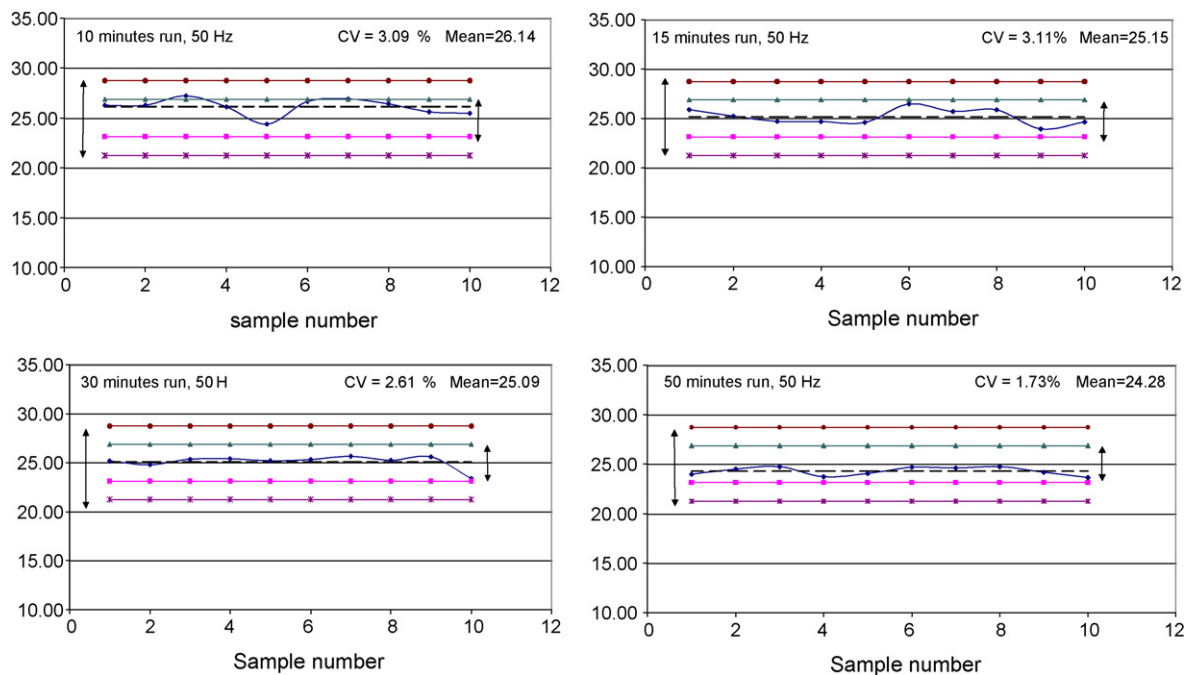 35.00
30.00
25.00
20.00
15.00
10.00
10 minutes run, 50 Hz CV = 3.09 % Mean=26.14
0 2 4 6 8 10 12
sample number
35.00
30.00
25.00
20.00
15.00
10.00
15 minutes run, 50 Hz CV = 3.11% Mean=25.15
0 2 4 6 8 10 12
Sample number
35.00
30.00
25.00
20.00
15.00
10.00
30 minutes run, 50 H CV = 2.61 % Mean=25.09
0 2 4 6 8 10 12
Sample number
35.00
30.00
25.00
20.00
15.00
10.00
50 minutes run, 50 Hz CV = 1.73% Mean=24.28
0 2 4 6 8 10 12
Sample number